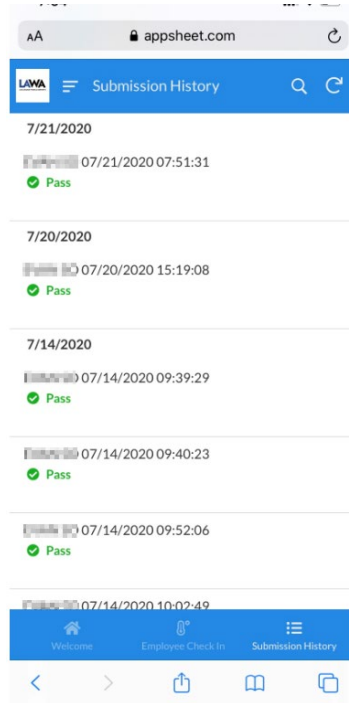 AA appsheet.com
LAWA Submission History
7/21/2020
07/21/2020 07:51:31
Pass
7/20/2020
07/20/2020 15:19:08
Pass
7/14/2020
07/14/2020 09:39:29
Pass
07/14/2020 09:40:23
Pass
07/14/2020 09:52:06
Pass
07/14/2020 10:02:49
Welcome Employee Check In Submission History